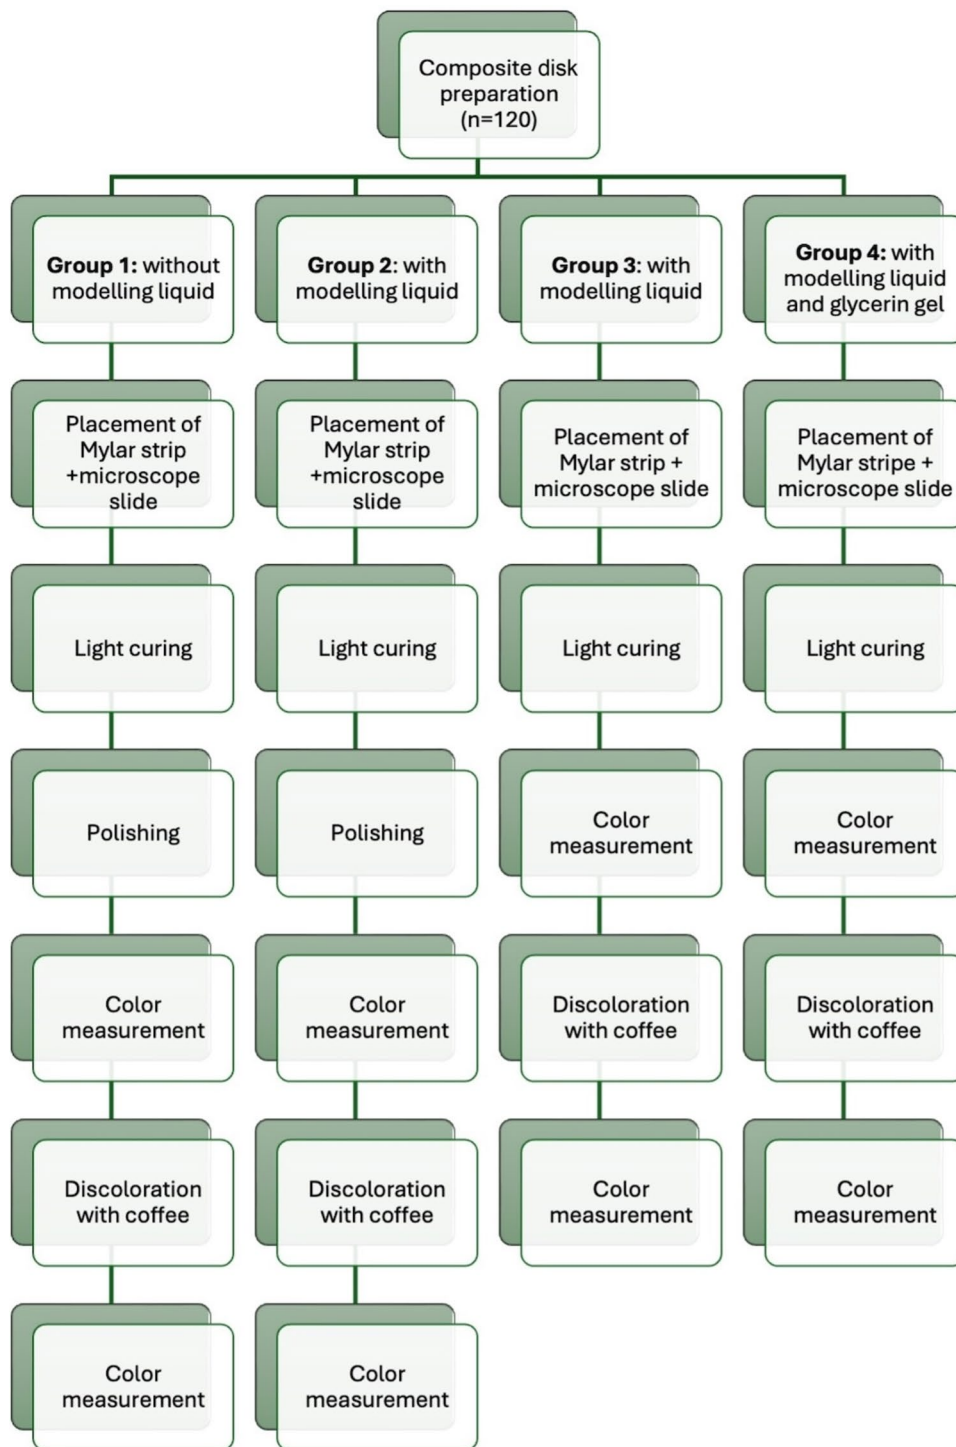 Composite disk
preparation
(n=120)
Group 1: without
modelling liquid
Group 2: with
modelling liquid
Group 3: with
modelling liquid
Group 4: with
modelling liquid
and glycerin gel
Placement of
Mylar strip
+microscope
slide
Placement of
Mylar strip
+microscope
slide
Placement of
Mylar strip +
microscope slide
Placement of
Mylar stripe +
microscope slide
Light curing
Light curing
Light curing
Light curing
Polishing
Polishing
Color
measurement
Color
measurement
Color
measurement
Color
measurement
Discoloration
with coffee
Discoloration
with coffee
Discoloration
with coffee
Discoloration
with coffee
Color
measurement
Color
measurement
Color
measurement
Color
measurement